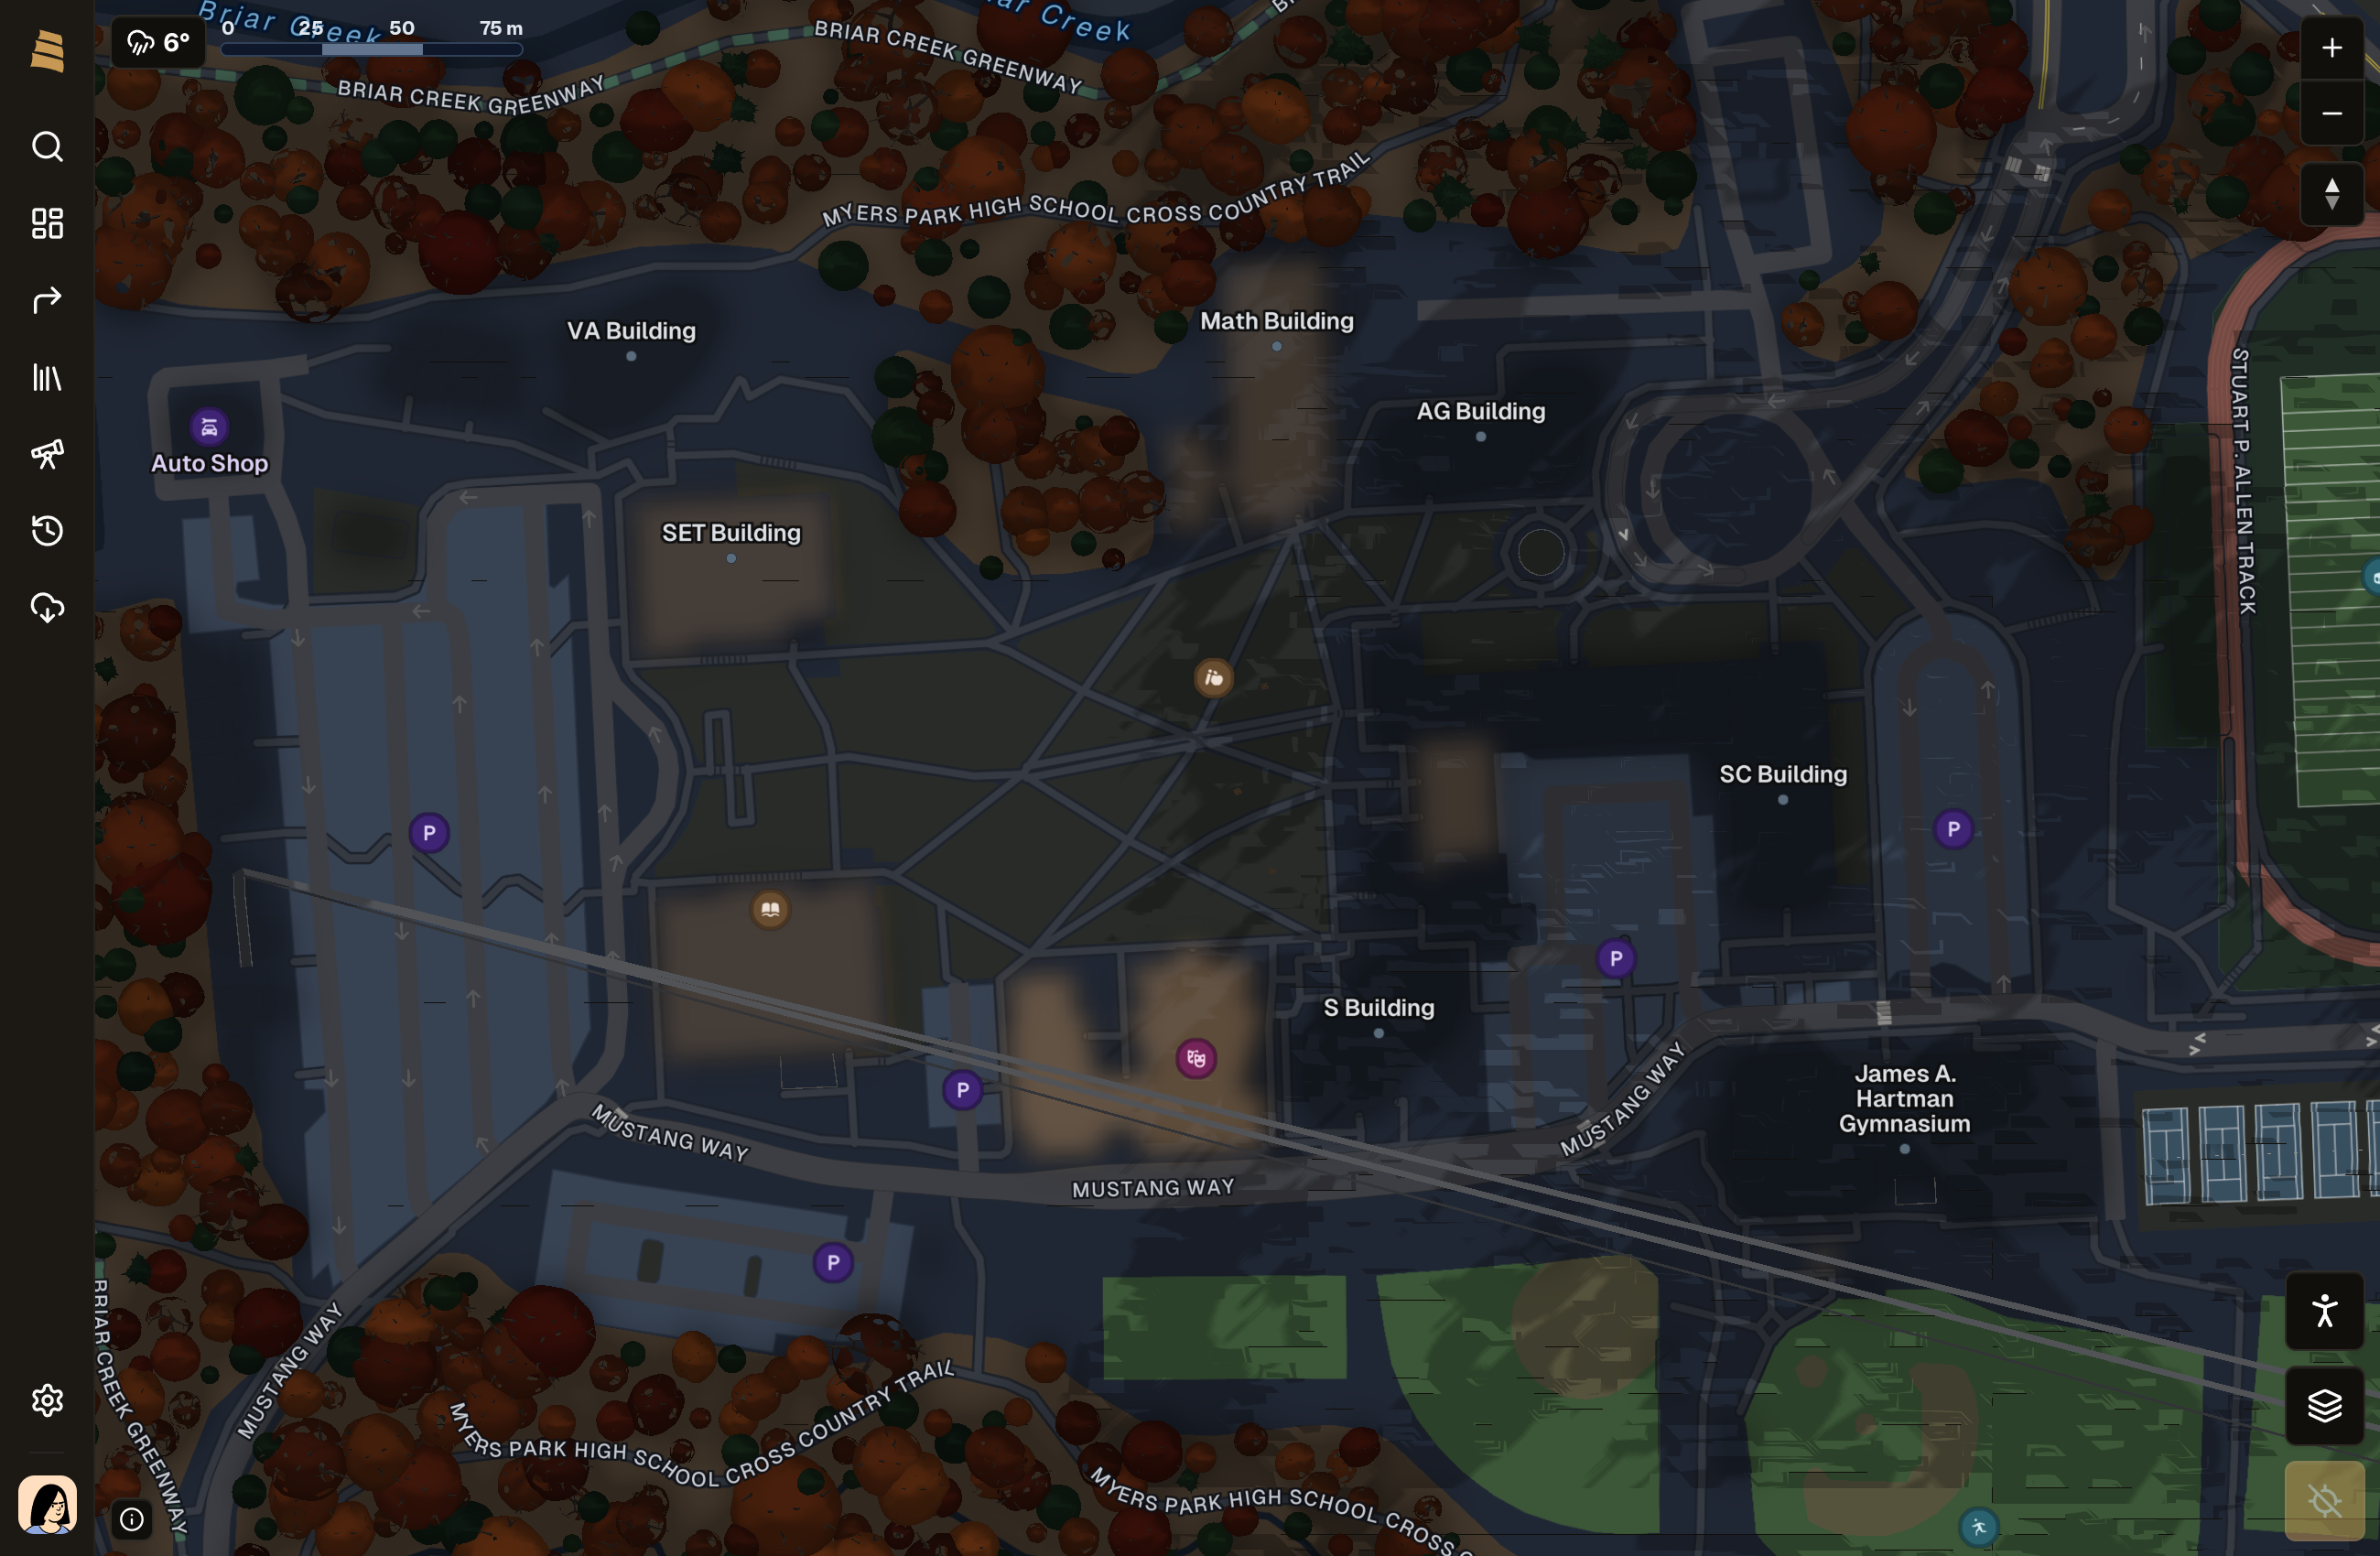 Briar Creek
Creek
6°
0 25 50 75 m
BRIAR CREEK GREENWAY
BRIAR CREEK GREENWAY
MYERS PARK HIGH SCHOOL CROSS COUNTRY TRAIL
VA Building
Math Building
AG Building
Auto Shop
SET Building
STUART P. ALLEN TRACK
SC Building
P
P
P
S Building
P
James A.
Hartman
Gymnasium
MUSTANG WAY
MUSTANG WAY
MUSTANG WAY
P
MUSTANG WAY
BRIAR CREEK GREENWAY
MYERS PARK HIGH SCHOOL CROSS COUNTRY TRAIL
MYERS PARK HIGH SCHOOL CROSS